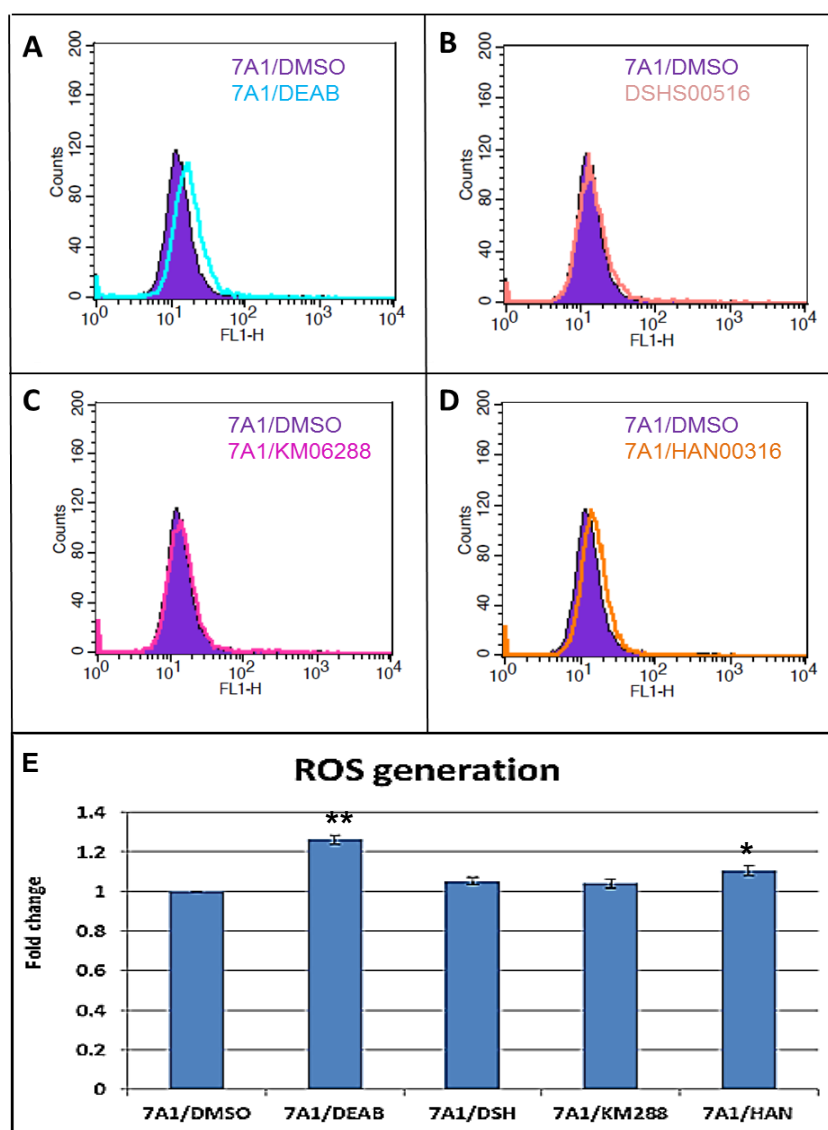 A
7A1/DMSO
7A1/DEAB
200
160
120
80
40
0
Counts
10^0 10^1 10^2 10^3 10^4
FL1-H
B
7A1/DMSO
DSHS00516
200
160
120
80
40
0
Counts
10^0 10^1 10^2 10^3 10^4
FL1-H
C
7A1/DMSO
7A1/KM06288
200
160
120
80
40
0
Counts
10^0 10^1 10^2 10^3 10^4
FL1-H
D
7A1/DMSO
7A1/HAN00316
200
160
120
80
40
0
Counts
10^0 10^1 10^2 10^3 10^4
FL1-H
E
ROS generation
1.4
1.2
1
0.8
0.6
0.4
0.2
0
Fold change
**
*
7A1/DMSO 7A1/DEAB 7A1/DSH 7A1/KM288 7A1/HAN